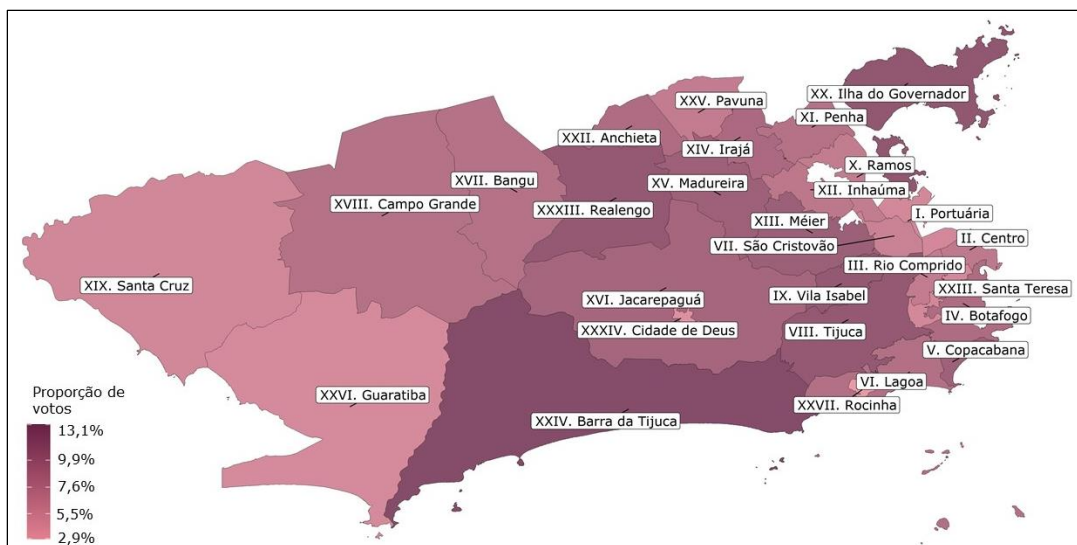 XX. Ilha do Governador
XXV. Pavuna
XI. Penha
XXII. Anchieta
XIV. Irajá
X. Ramos
XVII. Bangu
XV. Madureira
XII. Inhaúma
XVIII. Campo Grande
XXXIII. Realengo
XIII. Méier
I. Portuária
VII. São Cristovão
II. Centro
III. Rio Comprido
XIX. Santa Cruz
XVI. Jacarepaguá
IX. Vila Isabel
XXIII. Santa Teresa
XXXIV. Cidade de Deus
VIII. Tijuca
IV. Botafogo
V. Copacabana
VI. Lagoa
XXVI. Guaratiba
XXVII. Rocinha
XXIV. Barra da Tijuca
Proporção de
votos
13,1%
9,9%
7,6%
5,5%
2,9%